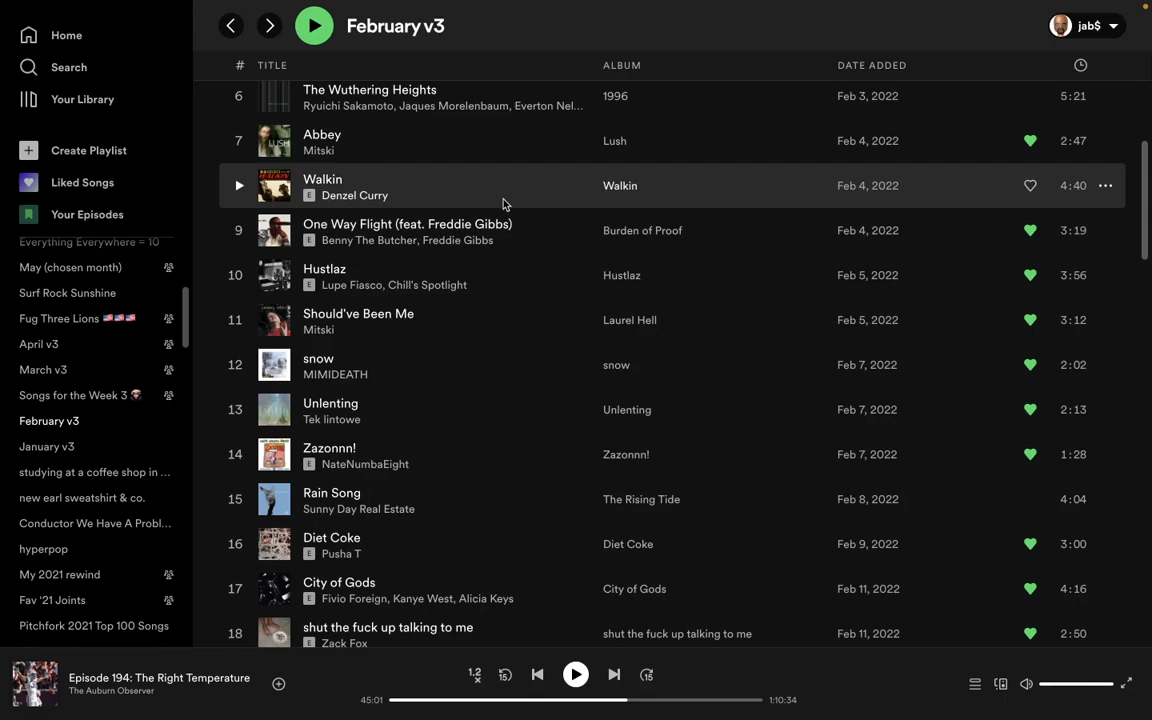 Home
Search
Your Library
Create Playlist
Liked Songs
Your Episodes
Everything Everywhere = 10
May (chosen month)
Surf Rock Sunshine
Fug Three Lions 🇺🇸🇺🇸🇺🇸
April v3
March v3
Songs for the Week 3
February v3
January v3
studying at a coffee shop in ...
new earl sweatshirt & co.
Conductor We Have A Probl...
hyperpop
My 2021 rewind
Fav '21 Joints
Pitchfork 2021 Top 100 Songs
February v3
jab$
# TITLE ALBUM DATE ADDED
6 The Wuthering Heights 1996 Feb 3, 2022 5:21
Ryuichi Sakamoto, Jaques Morelenbaum, Everton Nel...
7 Abbey Lush Feb 4, 2022 2:47
Mitski
Walkin Walkin Feb 4, 2022 4:40
E Denzel Curry
9 One Way Flight (feat. Freddie Gibbs) Burden of Proof Feb 4, 2022 3:19
E Benny The Butcher, Freddie Gibbs
10 Hustlaz Hustlaz Feb 5, 2022 3:56
E Lupe Fiasco, Chill's Spotlight
11 Should've Been Me Laurel Hell Feb 5, 2022 3:12
Mitski
12 snow snow Feb 7, 2022 2:02
MIMIDEATH
13 Unlenting Unlenting Feb 7, 2022 2:13
Tek lintowe
14 Zazonnn! Zazonnn! Feb 7, 2022 1:28
E NateNumbaEight
15 Rain Song The Rising Tide Feb 8, 2022 4:04
Sunny Day Real Estate
16 Diet Coke Diet Coke Feb 9, 2022 3:00
E Pusha T
17 City of Gods City of Gods Feb 11, 2022 4:16
E Fivio Foreign, Kanye West, Alicia Keys
18 shut the fuck up talking to me shut the fuck up talking to me Feb 11, 2022 2:50
E Zack Fox
Episode 194: The Right Temperature
The Auburn Observer
1.2x 15 15
45:01 1:10:34